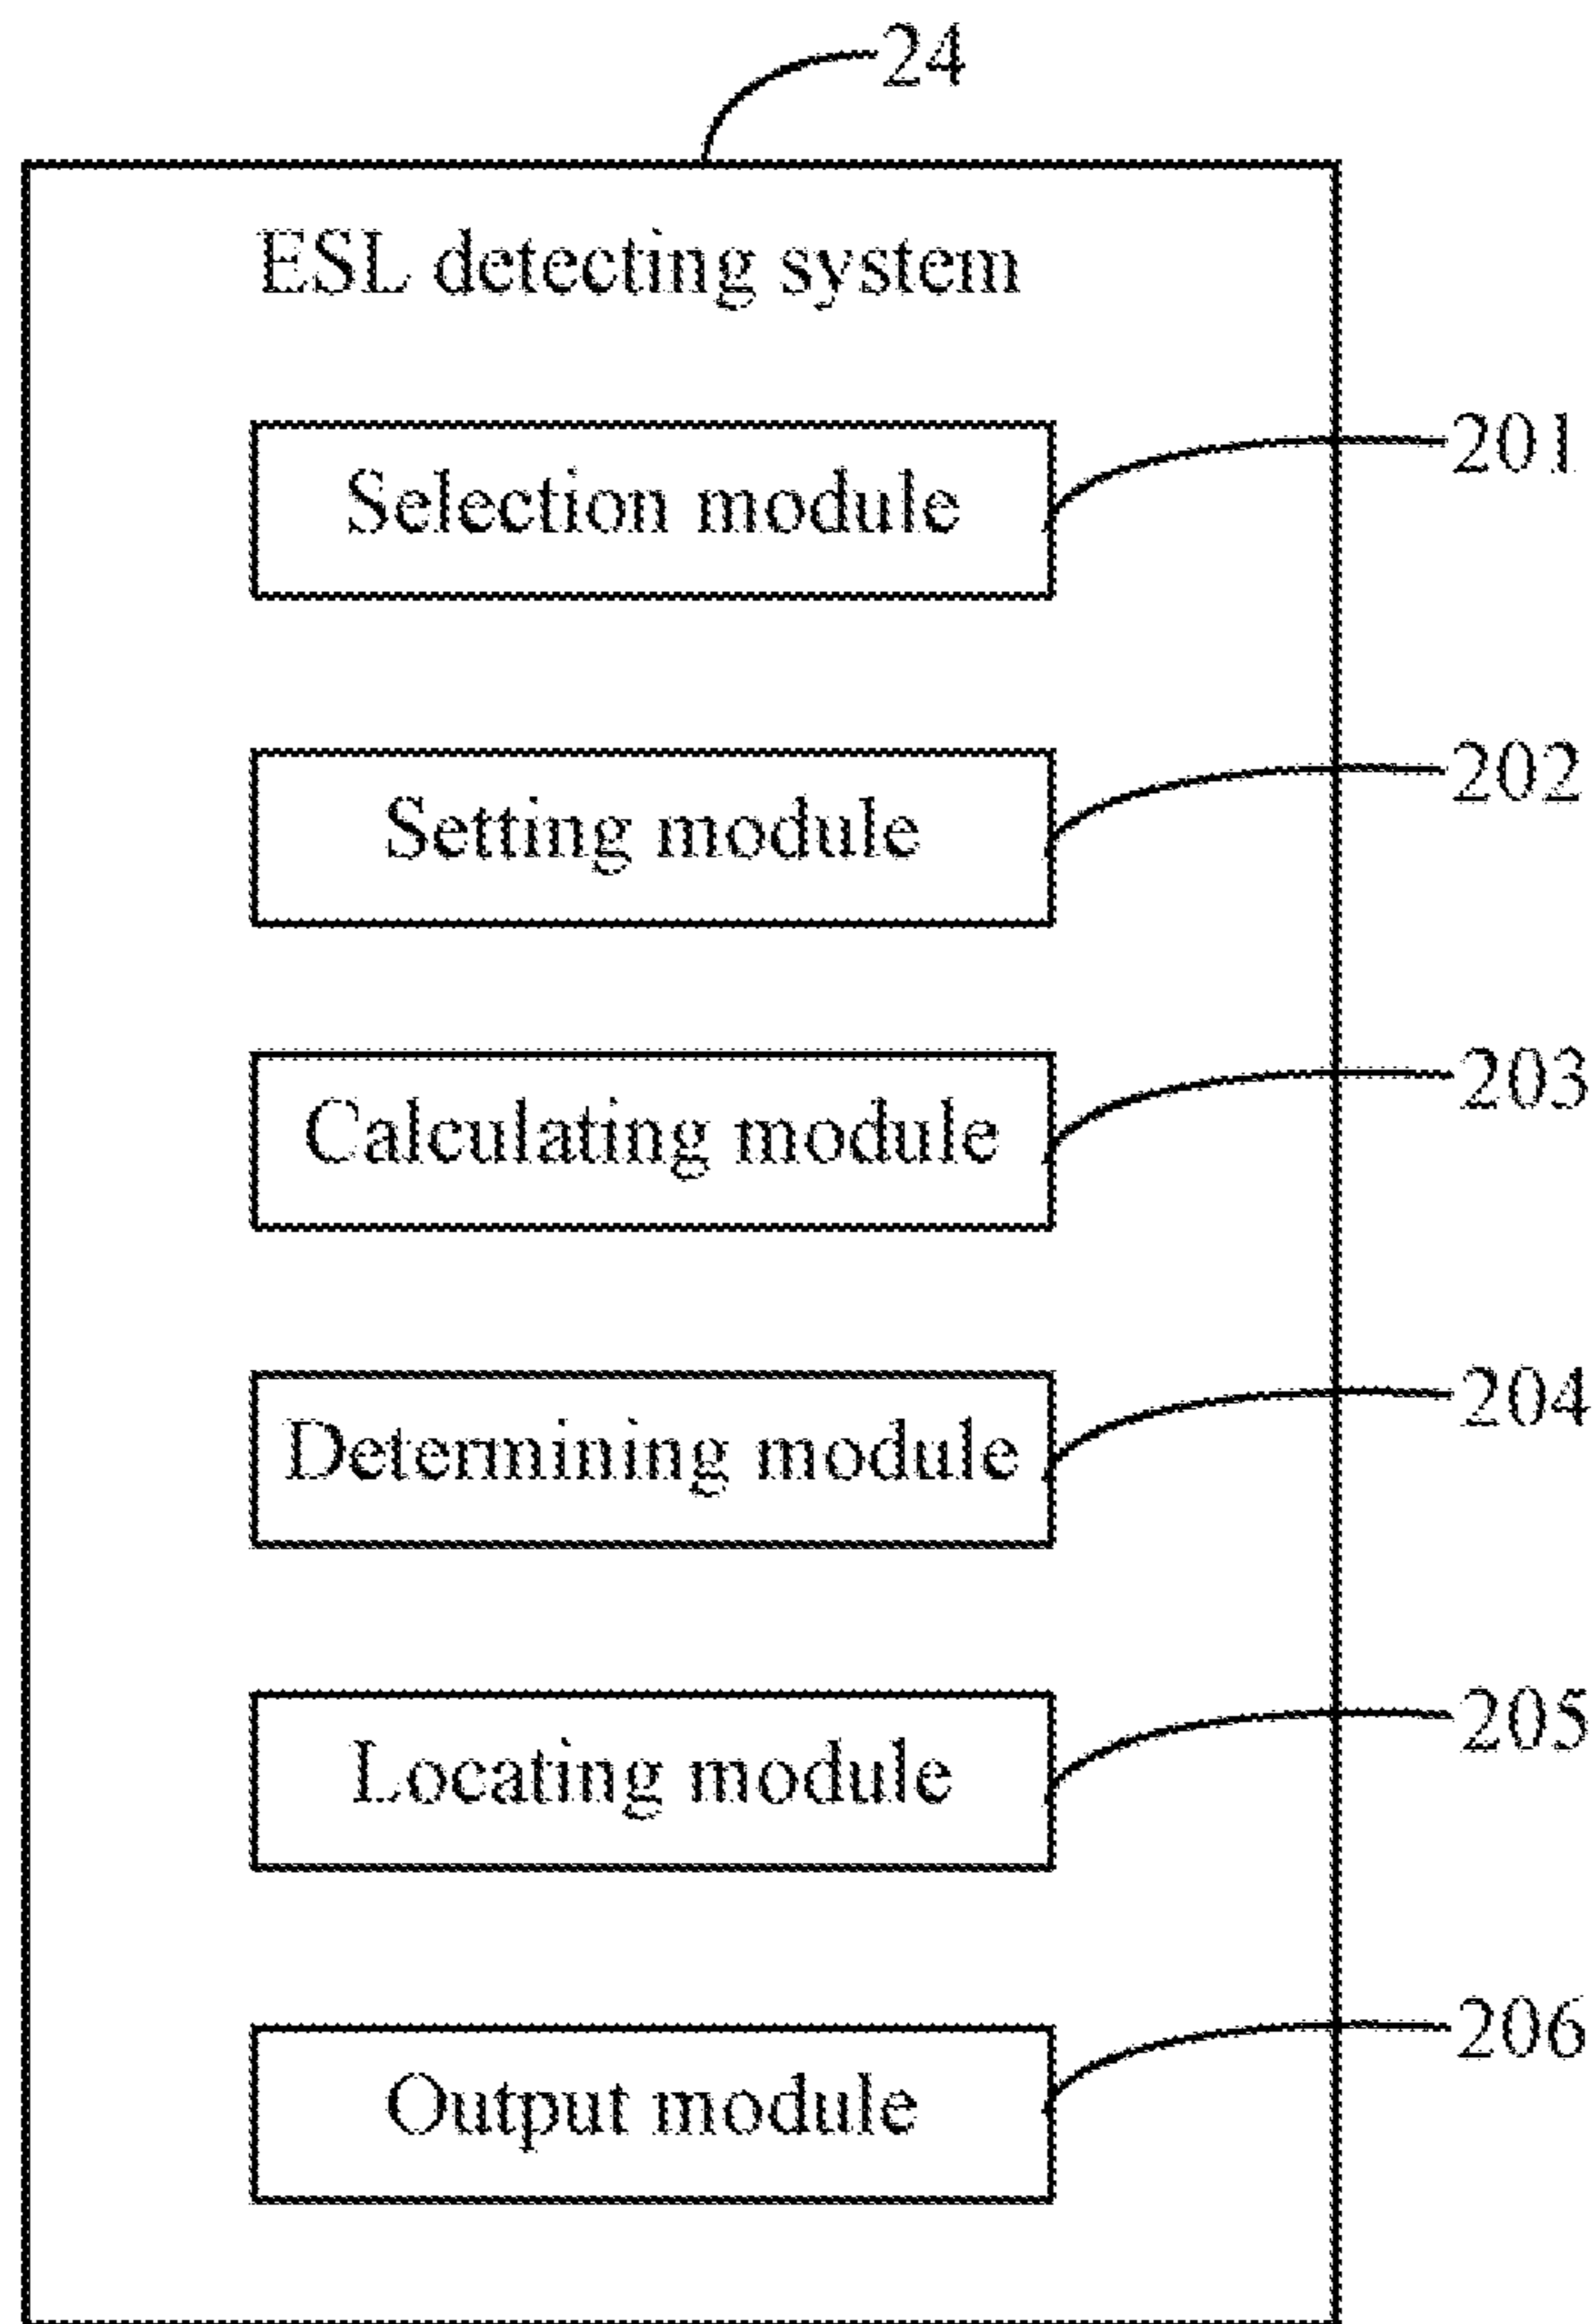 24
ESL detecting system
Selection module
201
Setting module
202
Calculating module
203
Determining module
204
Locating module
205
Output module
206